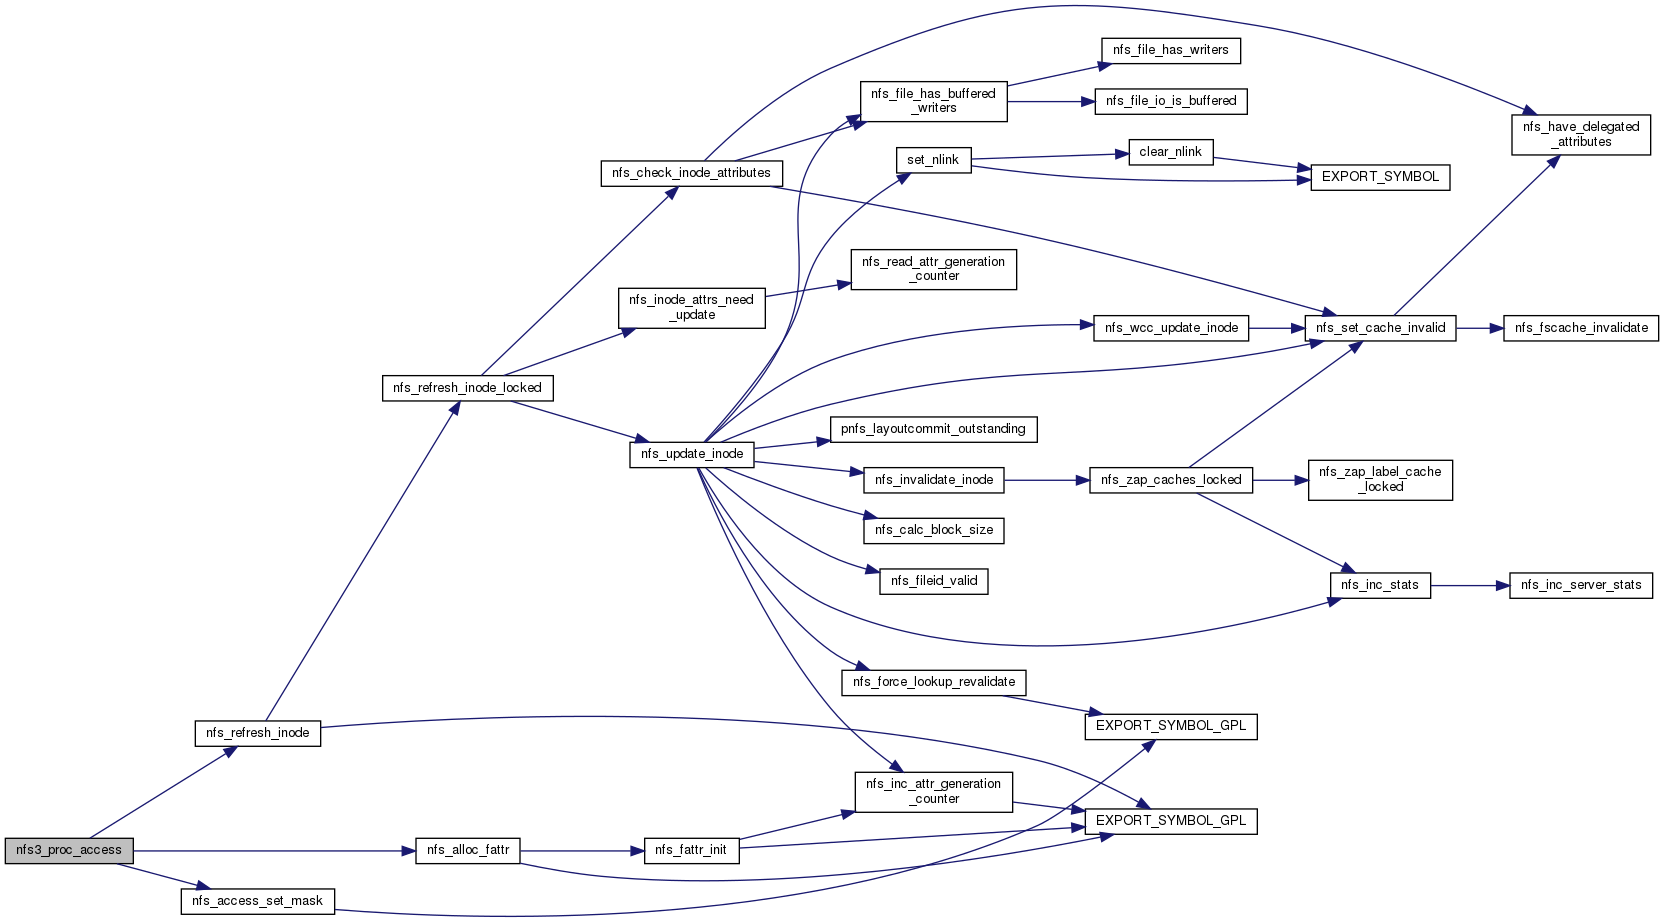 nfs_file_has_writers
nfs_file_has_buffered
_writers
nfs_file_io_is_buffered
nfs_have_delegated
_attributes
set_nlink
clear_nlink
nfs_check_inode_attributes
EXPORT_SYMBOL
nfs_read_attr_generation
_counter
nfs_inode_attrs_need
_update
nfs_wcc_update_inode
nfs_set_cache_invalid
nfs_fscache_invalidate
nfs_refresh_inode_locked
pnfs_layoutcommit_outstanding
nfs_update_inode
nfs_invalidate_inode
nfs_zap_caches_locked
nfs_zap_label_cache
_locked
nfs_calc_block_size
nfs_fileid_valid
nfs_inc_stats
nfs_inc_server_stats
nfs_force_lookup_revalidate
nfs_refresh_inode
EXPORT_SYMBOL_GPL
nfs_inc_attr_generation
_counter
EXPORT_SYMBOL_GPL
nfs3_proc_access
nfs_alloc_fattr
nfs_fattr_init
nfs_access_set_mask